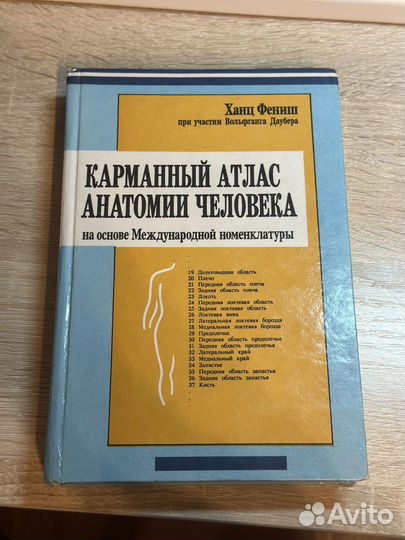 Ханц Фениш
при участии Вольфганга Даубера
КАРМАННЫЙ АТЛАС
АНАТОМИИ ЧЕЛОВЕКА
на основе Международной номенклатуры
19 Дельтовидная область
20 Плечо
21 Передняя область плеча
22 Задняя область плеча
23 Локоть
24 Передняя локтевая область
25 Задняя локтевая область
26 Локтевая ямка
27 Латеральная локтевая борозда
28 Медиальная локтевая борозда
29 Предплечье
30 Передняя область предплечья
31 Задняя область предплечья
32 Латеральный край
33 Медиальный край
34 Запястье
35 Передняя область запястья
36 Задняя область запястья
37 Кисть
Avito